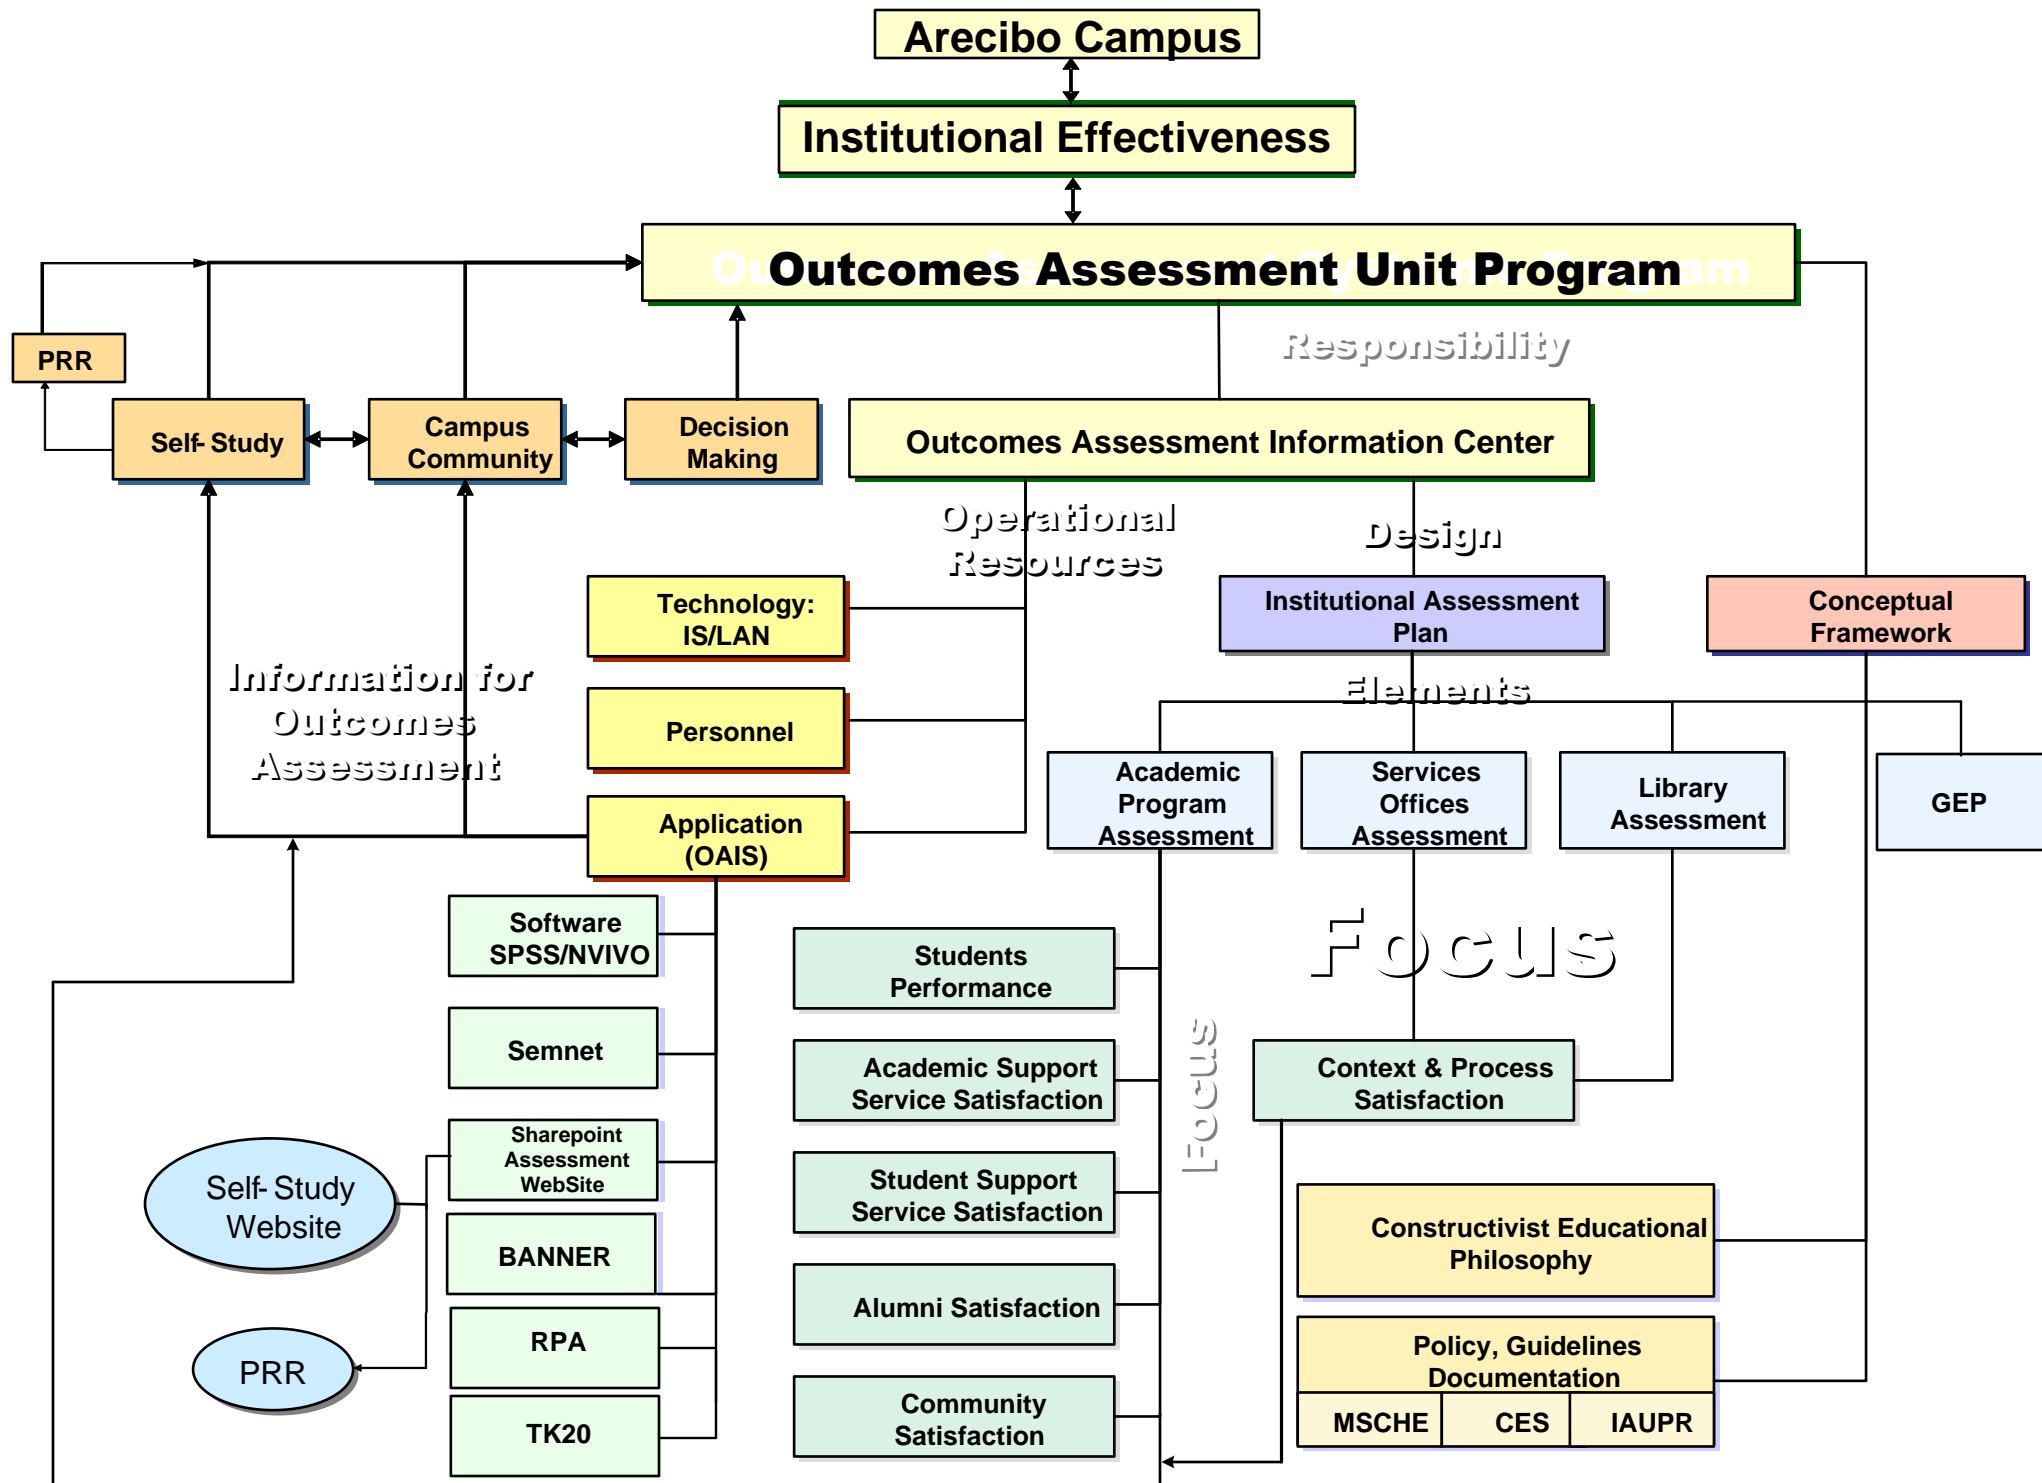 Arecibo Campus
Institutional Effectiveness
Outcomes Assessment Unit Program
Responsibility
PRR
Self- Study
Campus
Community
Decision
Making
Outcomes Assessment Information Center
Operational
Resources
Design
Technology:
IS/LAN
Institutional Assessment
Plan
Conceptual
Framework
Information for
Outcomes
Assessment
Elements
Personnel
Academic
Program
Assessment
Services
Offices
Assessment
Library
Assessment
GEP
Application
(OAIS)
Software
SPSS/NVIVO
Students
Performance
Focus
Focus
Semnet
Academic Support
Service Satisfaction
Context & Process
Satisfaction
Sharepoint
Assessment
WebSite
Self- Study
Website
Student Support
Service Satisfaction
Constructivist Educational
Philosophy
BANNER
Alumni Satisfaction
RPA
PRR
Policy, Guidelines
Documentation
MSCHE
CES
IAUPR
Community
Satisfaction
TK20